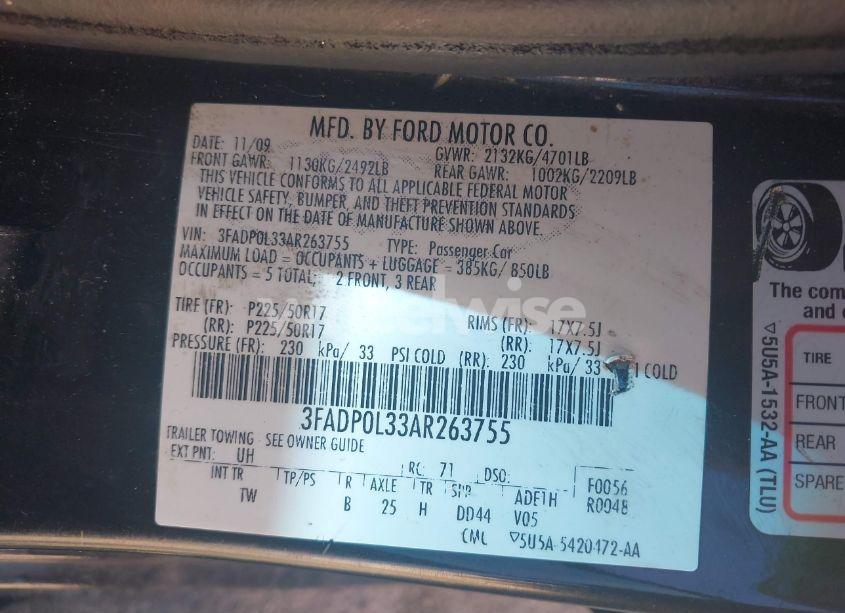 MFD. BY FORD MOTOR CO.
DATE: 11/09 GVWR: 2132KG/4701LB
FRONT GAWR: 1130KG/2492LB REAR GAWR: 1002KG/2209LB
THIS VEHICLE CONFORMS TO ALL APPLICABLE FEDERAL MOTOR
VEHICLE SAFETY, BUMPER, AND THEFT PREVENTION STANDARDS
IN EFFECT ON THE DATE OF MANUFACTURE SHOWN ABOVE.
VIN: 3FADP0L33AR263755 TYPE: Passenger Car
MAXIMUM LOAD = OCCUPANTS + LUGGAGE = 385KG/ 850LB
OCCUPANTS = 5 TOTAL, 2 FRONT, 3 REAR
TIRE (FR): P225/50R17 RIMS (FR): 17X7.5J
(RR): P225/50R17 (RR): 17X7.5J
PRESSURE (FR): 230 kPa/ 33 PSI COLD (RR): 230 kPa/ 33 COLD
3FADP0L33AR263755
TRAILER TOWING - SEE OWNER GUIDE
EXT PNT: UH RC: 71 DSO: F0056
INT TR TP/PS R AXLE TR SPR ADE1H R0048
TW B 25 H DD44 V05
▽5U5A-5420472-AA
The com
and
TIRE
FRONT
REAR
SPARE
▽5U5A-1532-AA (TLU)